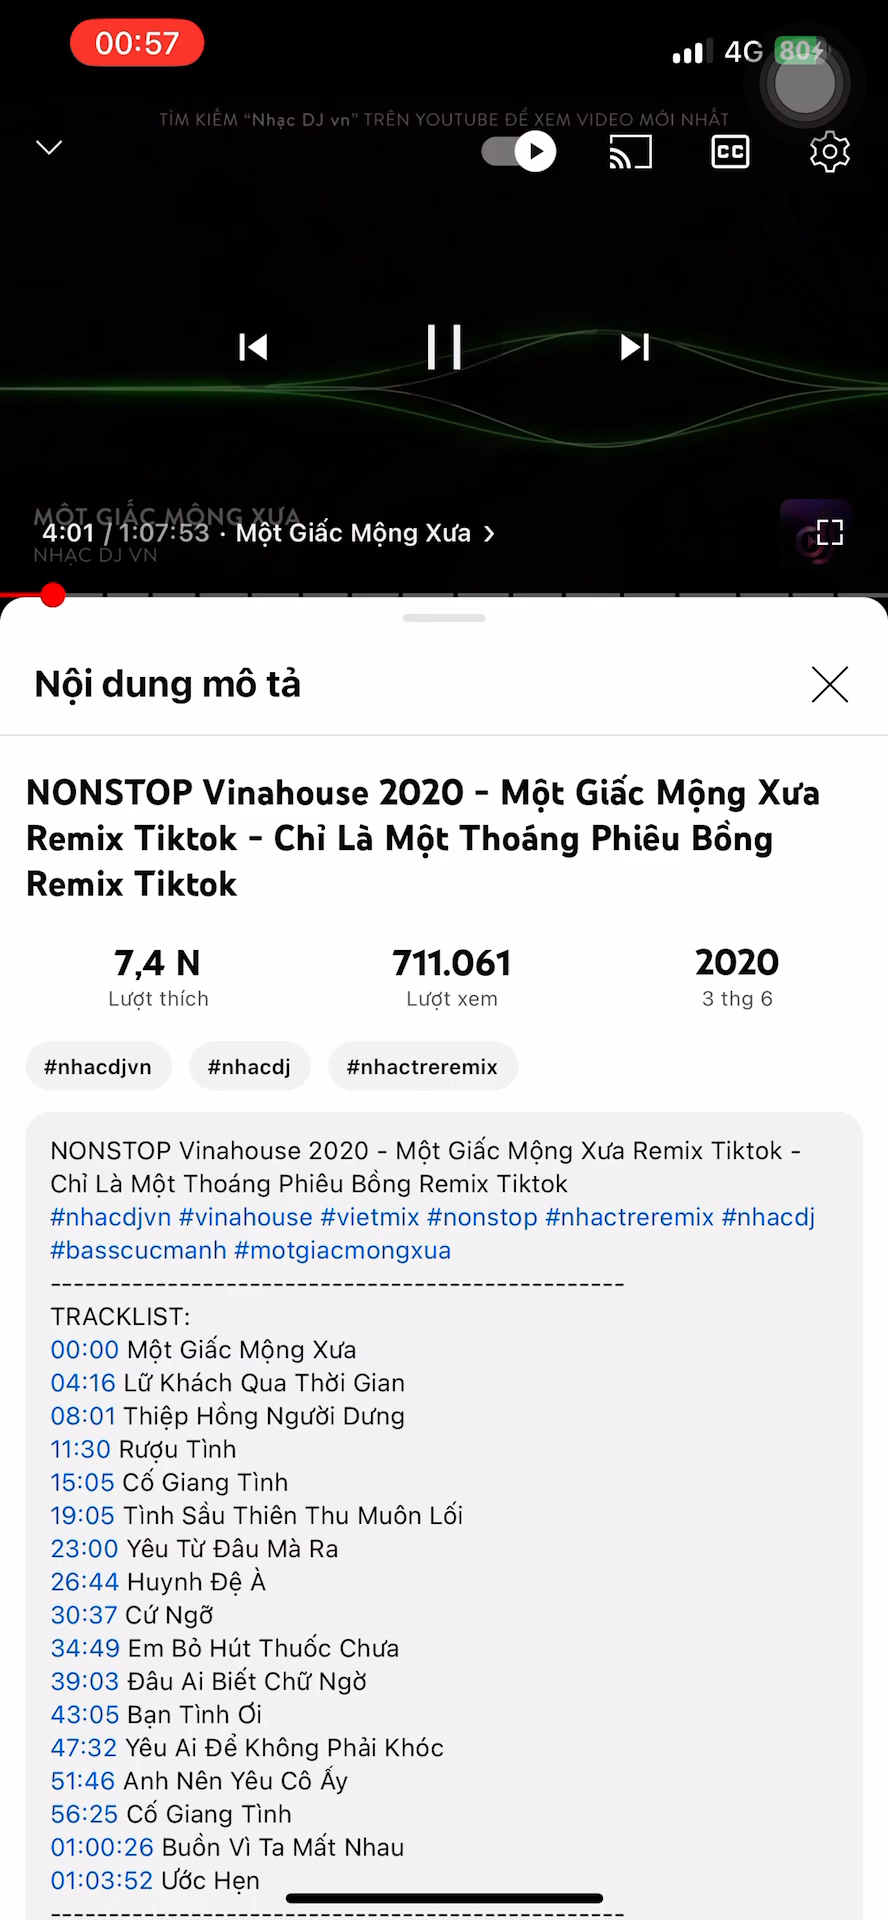 00:57
4G 80
TÌM KIẾM “Nhạc DJ vn” TRÊN YOUTUBE ĐỂ XEM VIDEO MỚI NHẤT
CC
MỘT GIẤC MỘNG XƯA
4:01 / 1:07:53 · Một Giấc Mộng Xưa
NHẠC DJ VN
Nội dung mô tả
NONSTOP Vinahouse 2020 - Một Giấc Mộng Xưa
Remix Tiktok - Chỉ Là Một Thoáng Phiêu Bồng
Remix Tiktok
7,4 N 711.061 2020
Lượt thích Lượt xem 3 thg 6
#nhacdjvn #nhacdj #nhactreremix
NONSTOP Vinahouse 2020 - Một Giấc Mộng Xưa Remix Tiktok -
Chỉ Là Một Thoáng Phiêu Bồng Remix Tiktok
#nhacdjvn #vinahouse #vietmix #nonstop #nhactreremix #nhacdj
#basscucmanh #motgiacmongxua
------------------------------------------------
TRACKLIST:
00:00 Một Giấc Mộng Xưa
04:16 Lữ Khách Qua Thời Gian
08:01 Thiệp Hồng Người Dưng
11:30 Rượu Tình
15:05 Cố Giang Tình
19:05 Tình Sầu Thiên Thu Muôn Lối
23:00 Yêu Từ Đâu Mà Ra
26:44 Huynh Đệ À
30:37 Cứ Ngỡ
34:49 Em Bỏ Hút Thuốc Chưa
39:03 Đâu Ai Biết Chữ Ngờ
43:05 Bạn Tình Ơi
47:32 Yêu Ai Để Không Phải Khóc
51:46 Anh Nên Yêu Cô Ấy
56:25 Cố Giang Tình
01:00:26 Buồn Vì Ta Mất Nhau
01:03:52 Ước Hẹn
------------------------------------------------